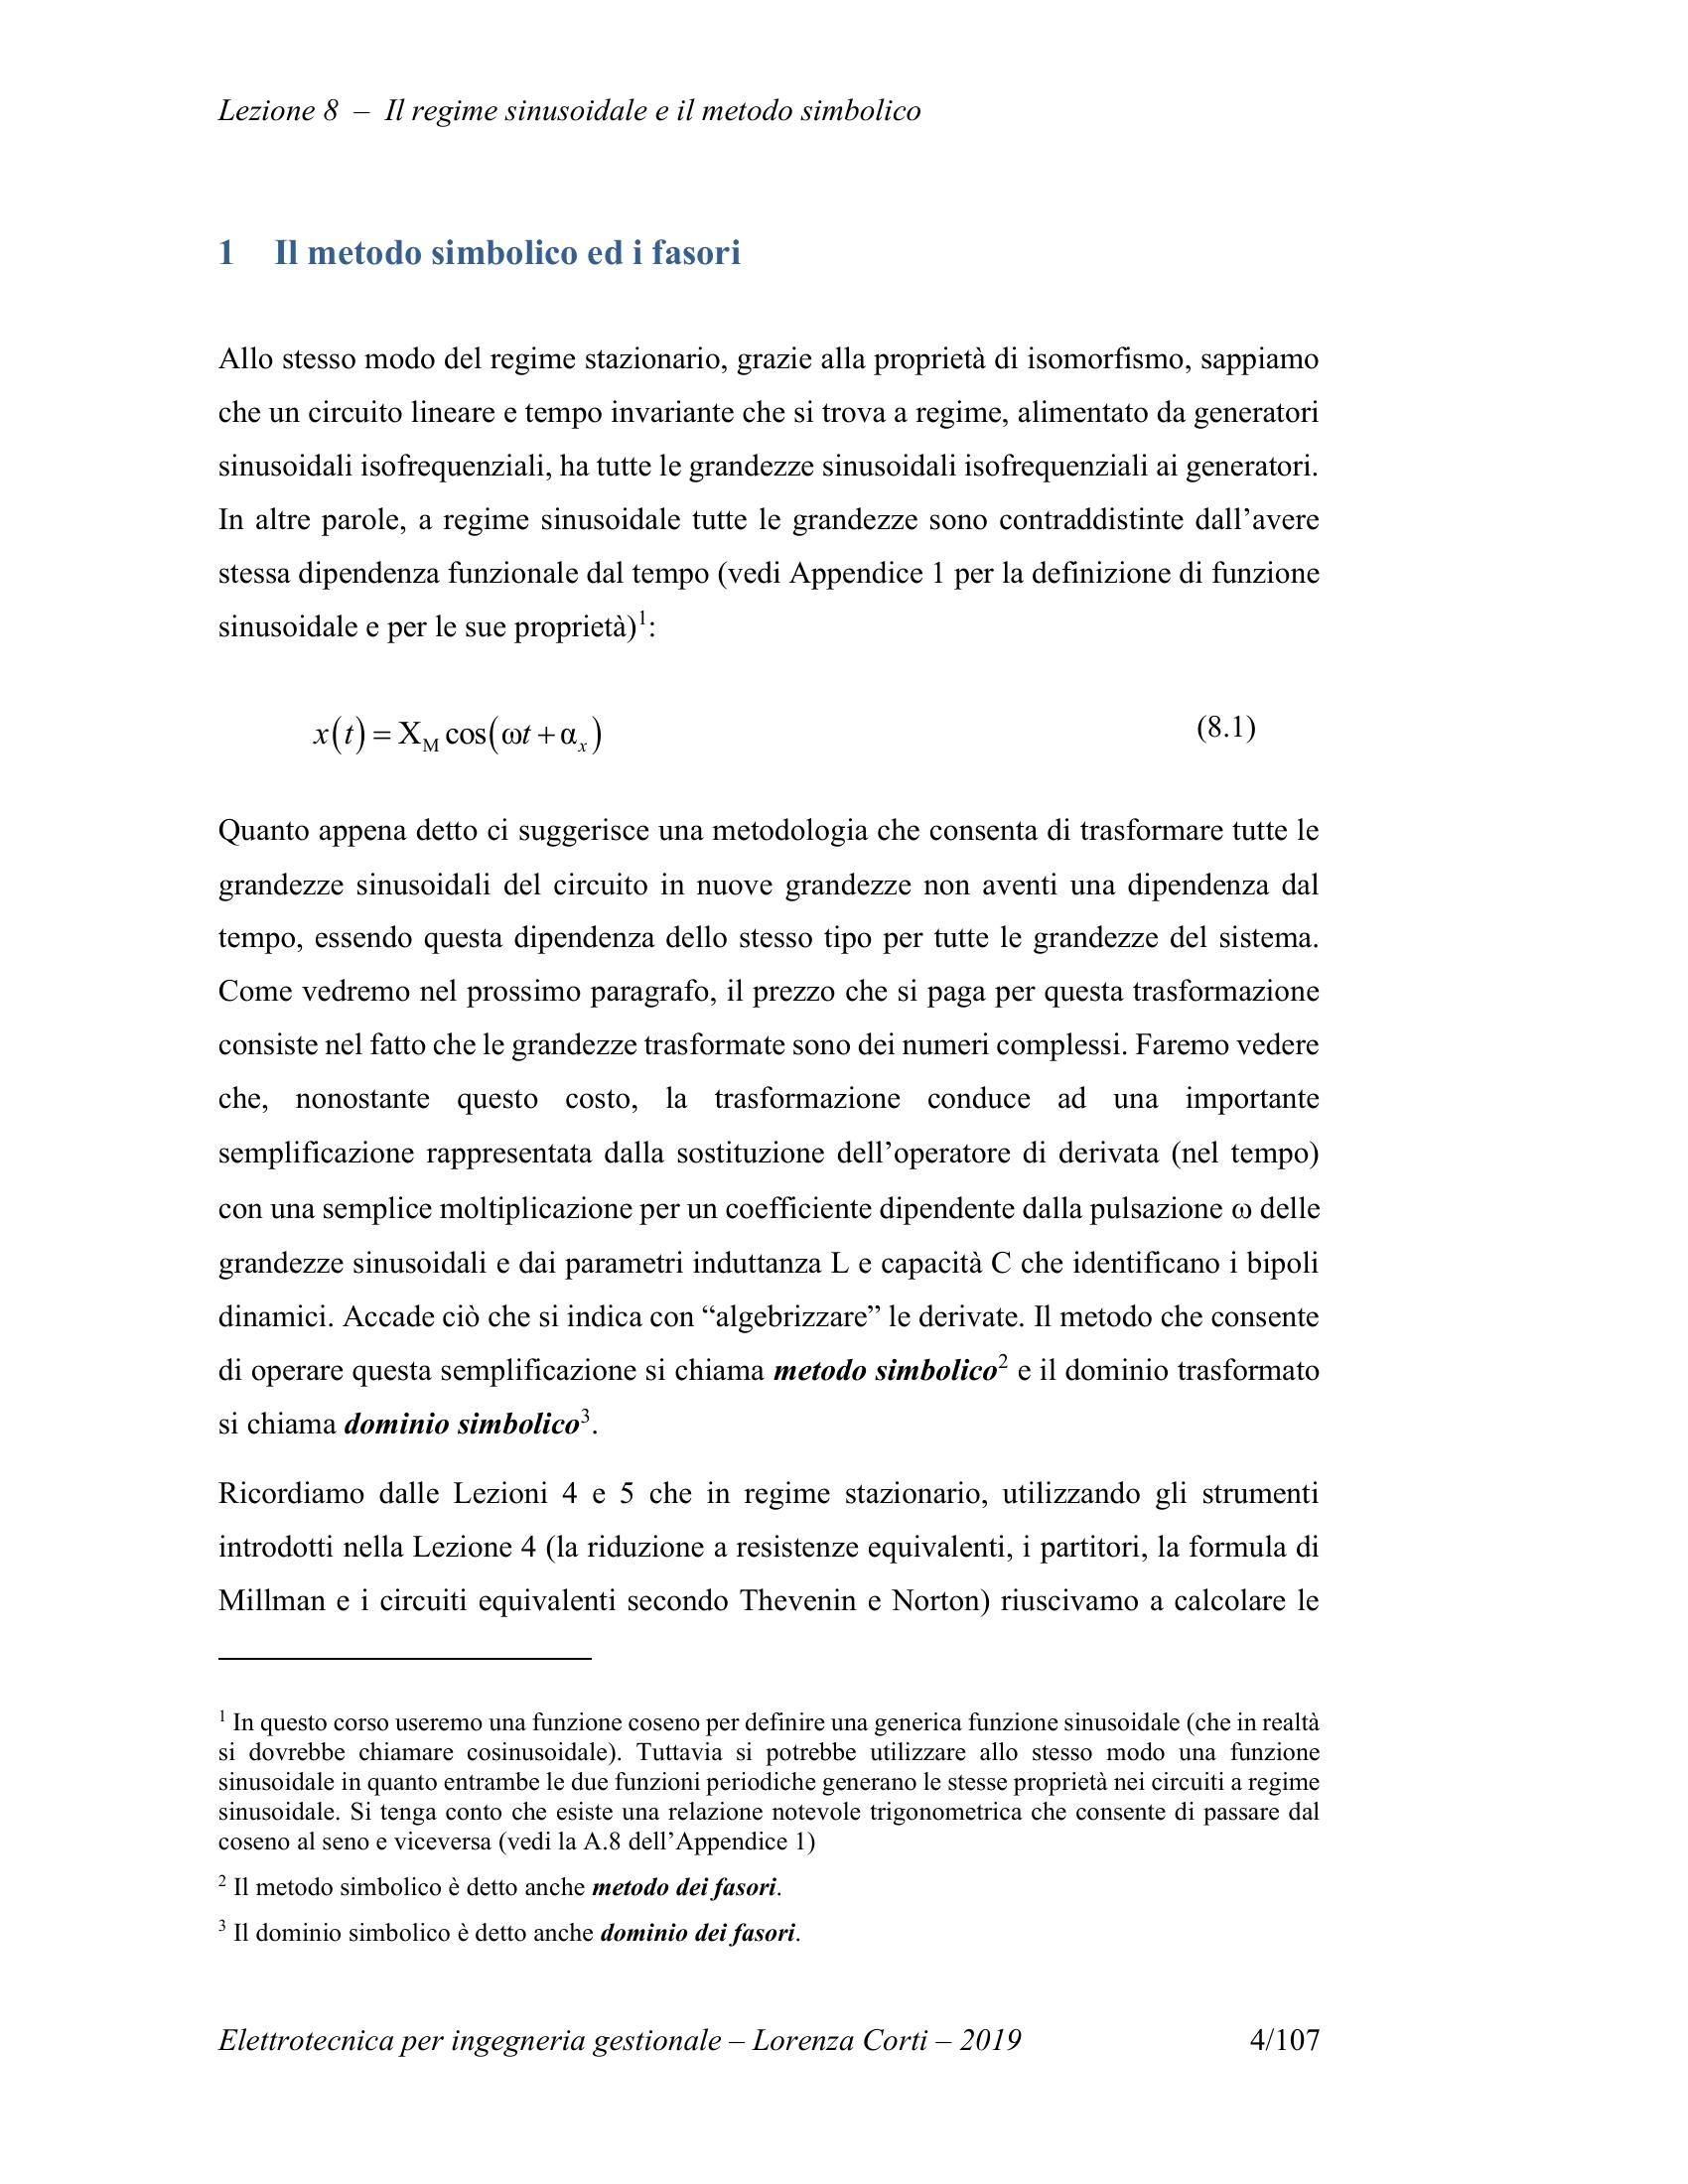 Lezione 8 – Il regime sinusoidale e il metodo simbolico
1 Il metodo simbolico ed i fasori
Allo stesso modo del regime stazionario, grazie alla proprietà di isomorfismo, sappiamo
che un circuito lineare e tempo invariante che si trova a regime, alimentato da generatori
sinusoidali isofrequenziali, ha tutte le grandezze sinusoidali isofrequenziali ai generatori.
In altre parole, a regime sinusoidale tutte le grandezze sono contraddistinte dall’avere
stessa dipendenza funzionale dal tempo (vedi Appendice 1 per la definizione di funzione
sinusoidale e per le sue proprietà)¹:
x(t) = X_M cos(ωt + α_x) (8.1)
Quanto appena detto ci suggerisce una metodologia che consenta di trasformare tutte le
grandezze sinusoidali del circuito in nuove grandezze non aventi una dipendenza dal
tempo, essendo questa dipendenza dello stesso tipo per tutte le grandezze del sistema.
Come vedremo nel prossimo paragrafo, il prezzo che si paga per questa trasformazione
consiste nel fatto che le grandezze trasformate sono dei numeri complessi. Faremo vedere
che, nonostante questo costo, la trasformazione conduce ad una importante
semplificazione rappresentata dalla sostituzione dell’operatore di derivata (nel tempo)
con una semplice moltiplicazione per un coefficiente dipendente dalla pulsazione ω delle
grandezze sinusoidali e dai parametri induttanza L e capacità C che identificano i bipoli
dinamici. Accade ciò che si indica con “algebrizzare” le derivate. Il metodo che consente
di operare questa semplificazione si chiama metodo simbolico² e il dominio trasformato
si chiama dominio simbolico³.
Ricordiamo dalle Lezioni 4 e 5 che in regime stazionario, utilizzando gli strumenti
introdotti nella Lezione 4 (la riduzione a resistenze equivalenti, i partitori, la formula di
Millman e i circuiti equivalenti secondo Thevenin e Norton) riuscivamo a calcolare le
¹ In questo corso useremo una funzione coseno per definire una generica funzione sinusoidale (che in realtà
si dovrebbe chiamare cosinusoidale). Tuttavia si potrebbe utilizzare allo stesso modo una funzione
sinusoidale in quanto entrambe le due funzioni periodiche generano le stesse proprietà nei circuiti a regime
sinusoidale. Si tenga conto che esiste una relazione notevole trigonometrica che consente di passare dal
coseno al seno e viceversa (vedi la A.8 dell’Appendice 1)
² Il metodo simbolico è detto anche metodo dei fasori.
³ Il dominio simbolico è detto anche dominio dei fasori.
Elettrotecnica per ingegneria gestionale – Lorenza Corti – 2019 4/107